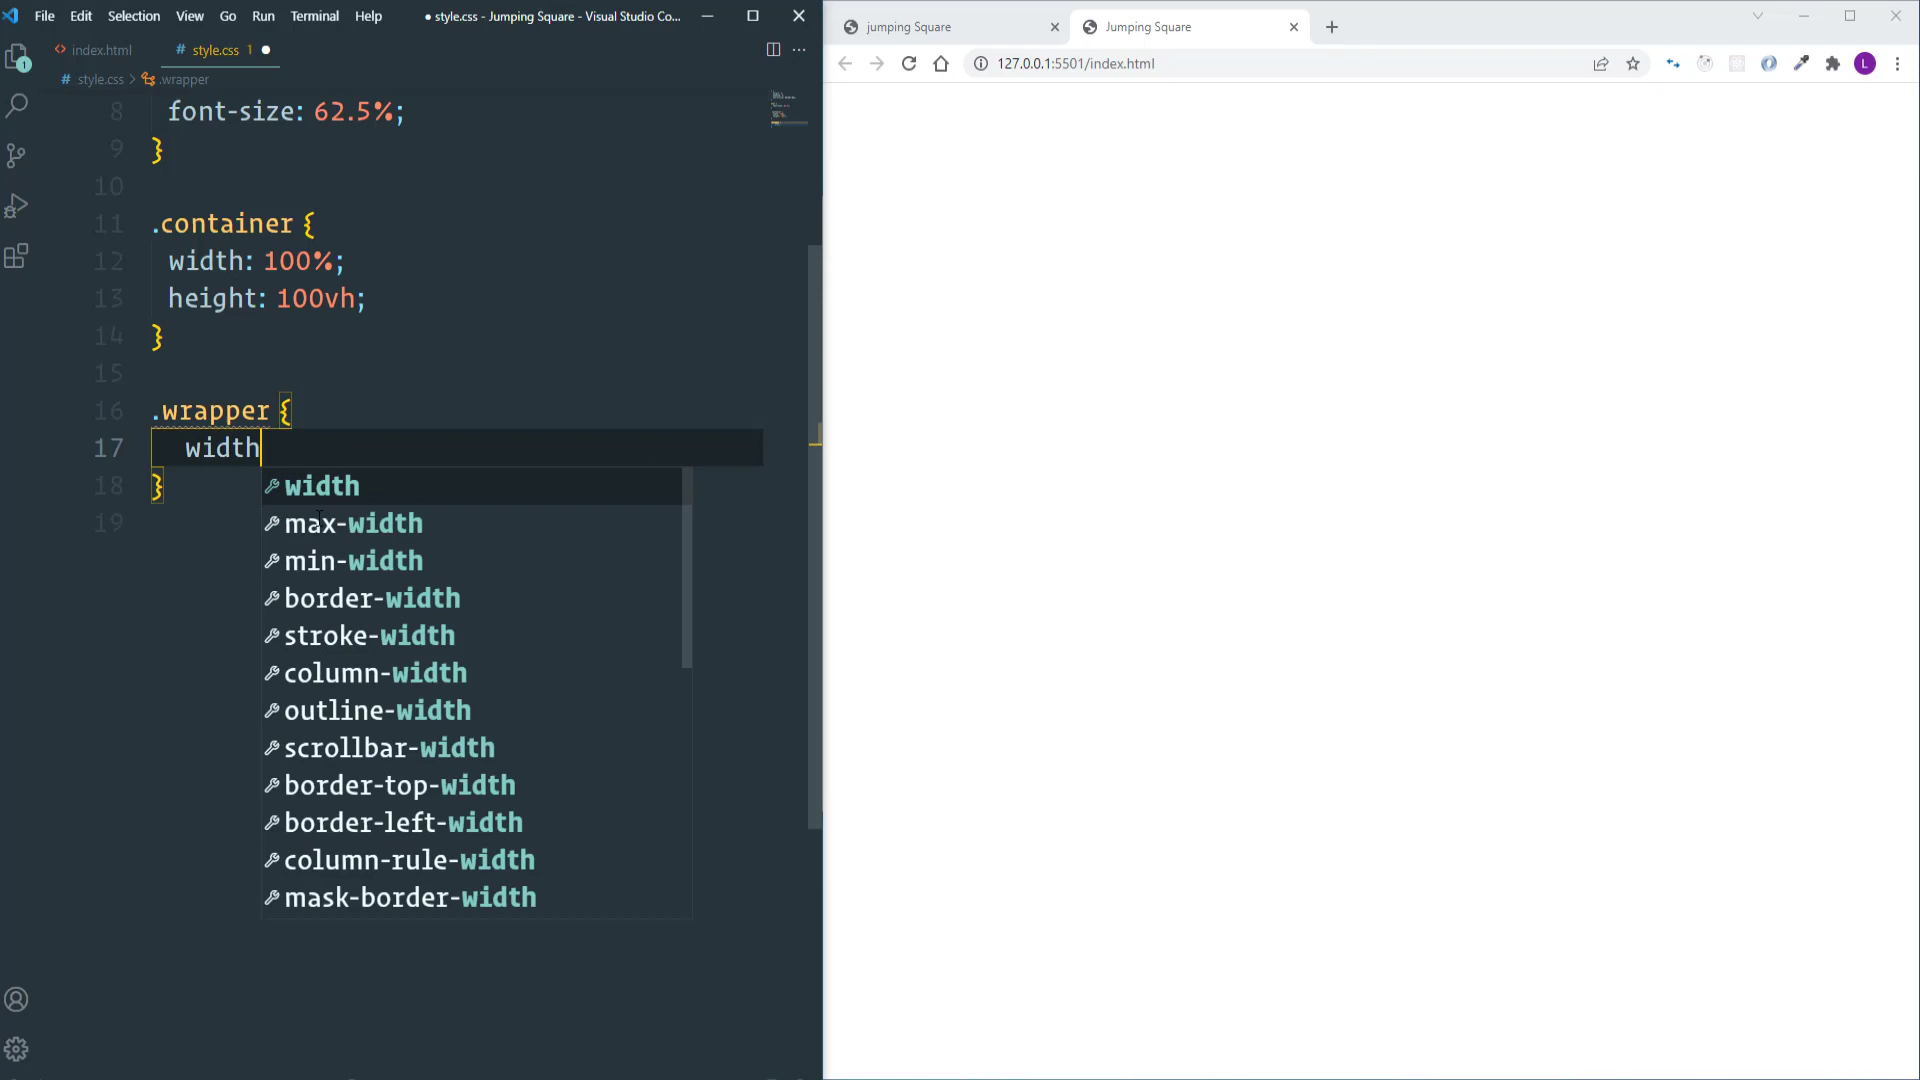 File Edit Selection View Go Run Terminal Help ● style.css - Jumping Square - Visual Studio Co...
jumping Square
Jumping Square
index.html
# style.css 1
127.0.0.1:5501/index.html
L
1
# style.css > .wrapper
8 font-size: 62.5%;
9 }
10
11 .container {
12 width: 100%;
13 height: 100vh;
14 }
15
16 .wrapper {
17 width
18 }
19
width
max-width
min-width
border-width
stroke-width
column-width
outline-width
scrollbar-width
border-top-width
border-left-width
column-rule-width
mask-border-width